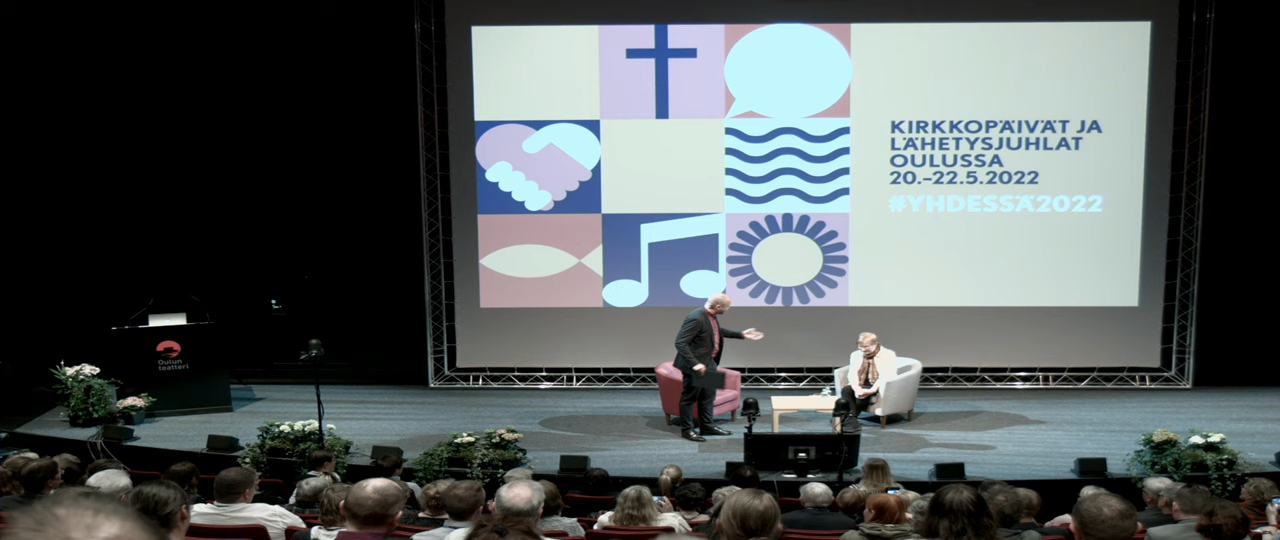 KIRKKOPÄIVÄT JA
LÄHETYSJUHLAT
OULUSSA
20.–22.5.2022
#YHDESSÄ2022
Oulun
teatteri